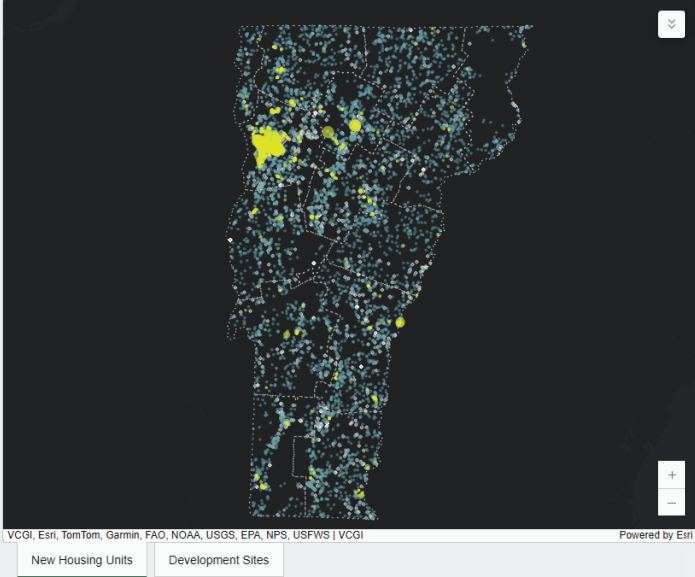 VCGI, Esri, TomTom, Garmin, FAO, NOAA, USGS, EPA, NPS, USFWS | VCGI Powered by Esri
New Housing Units Development Sites